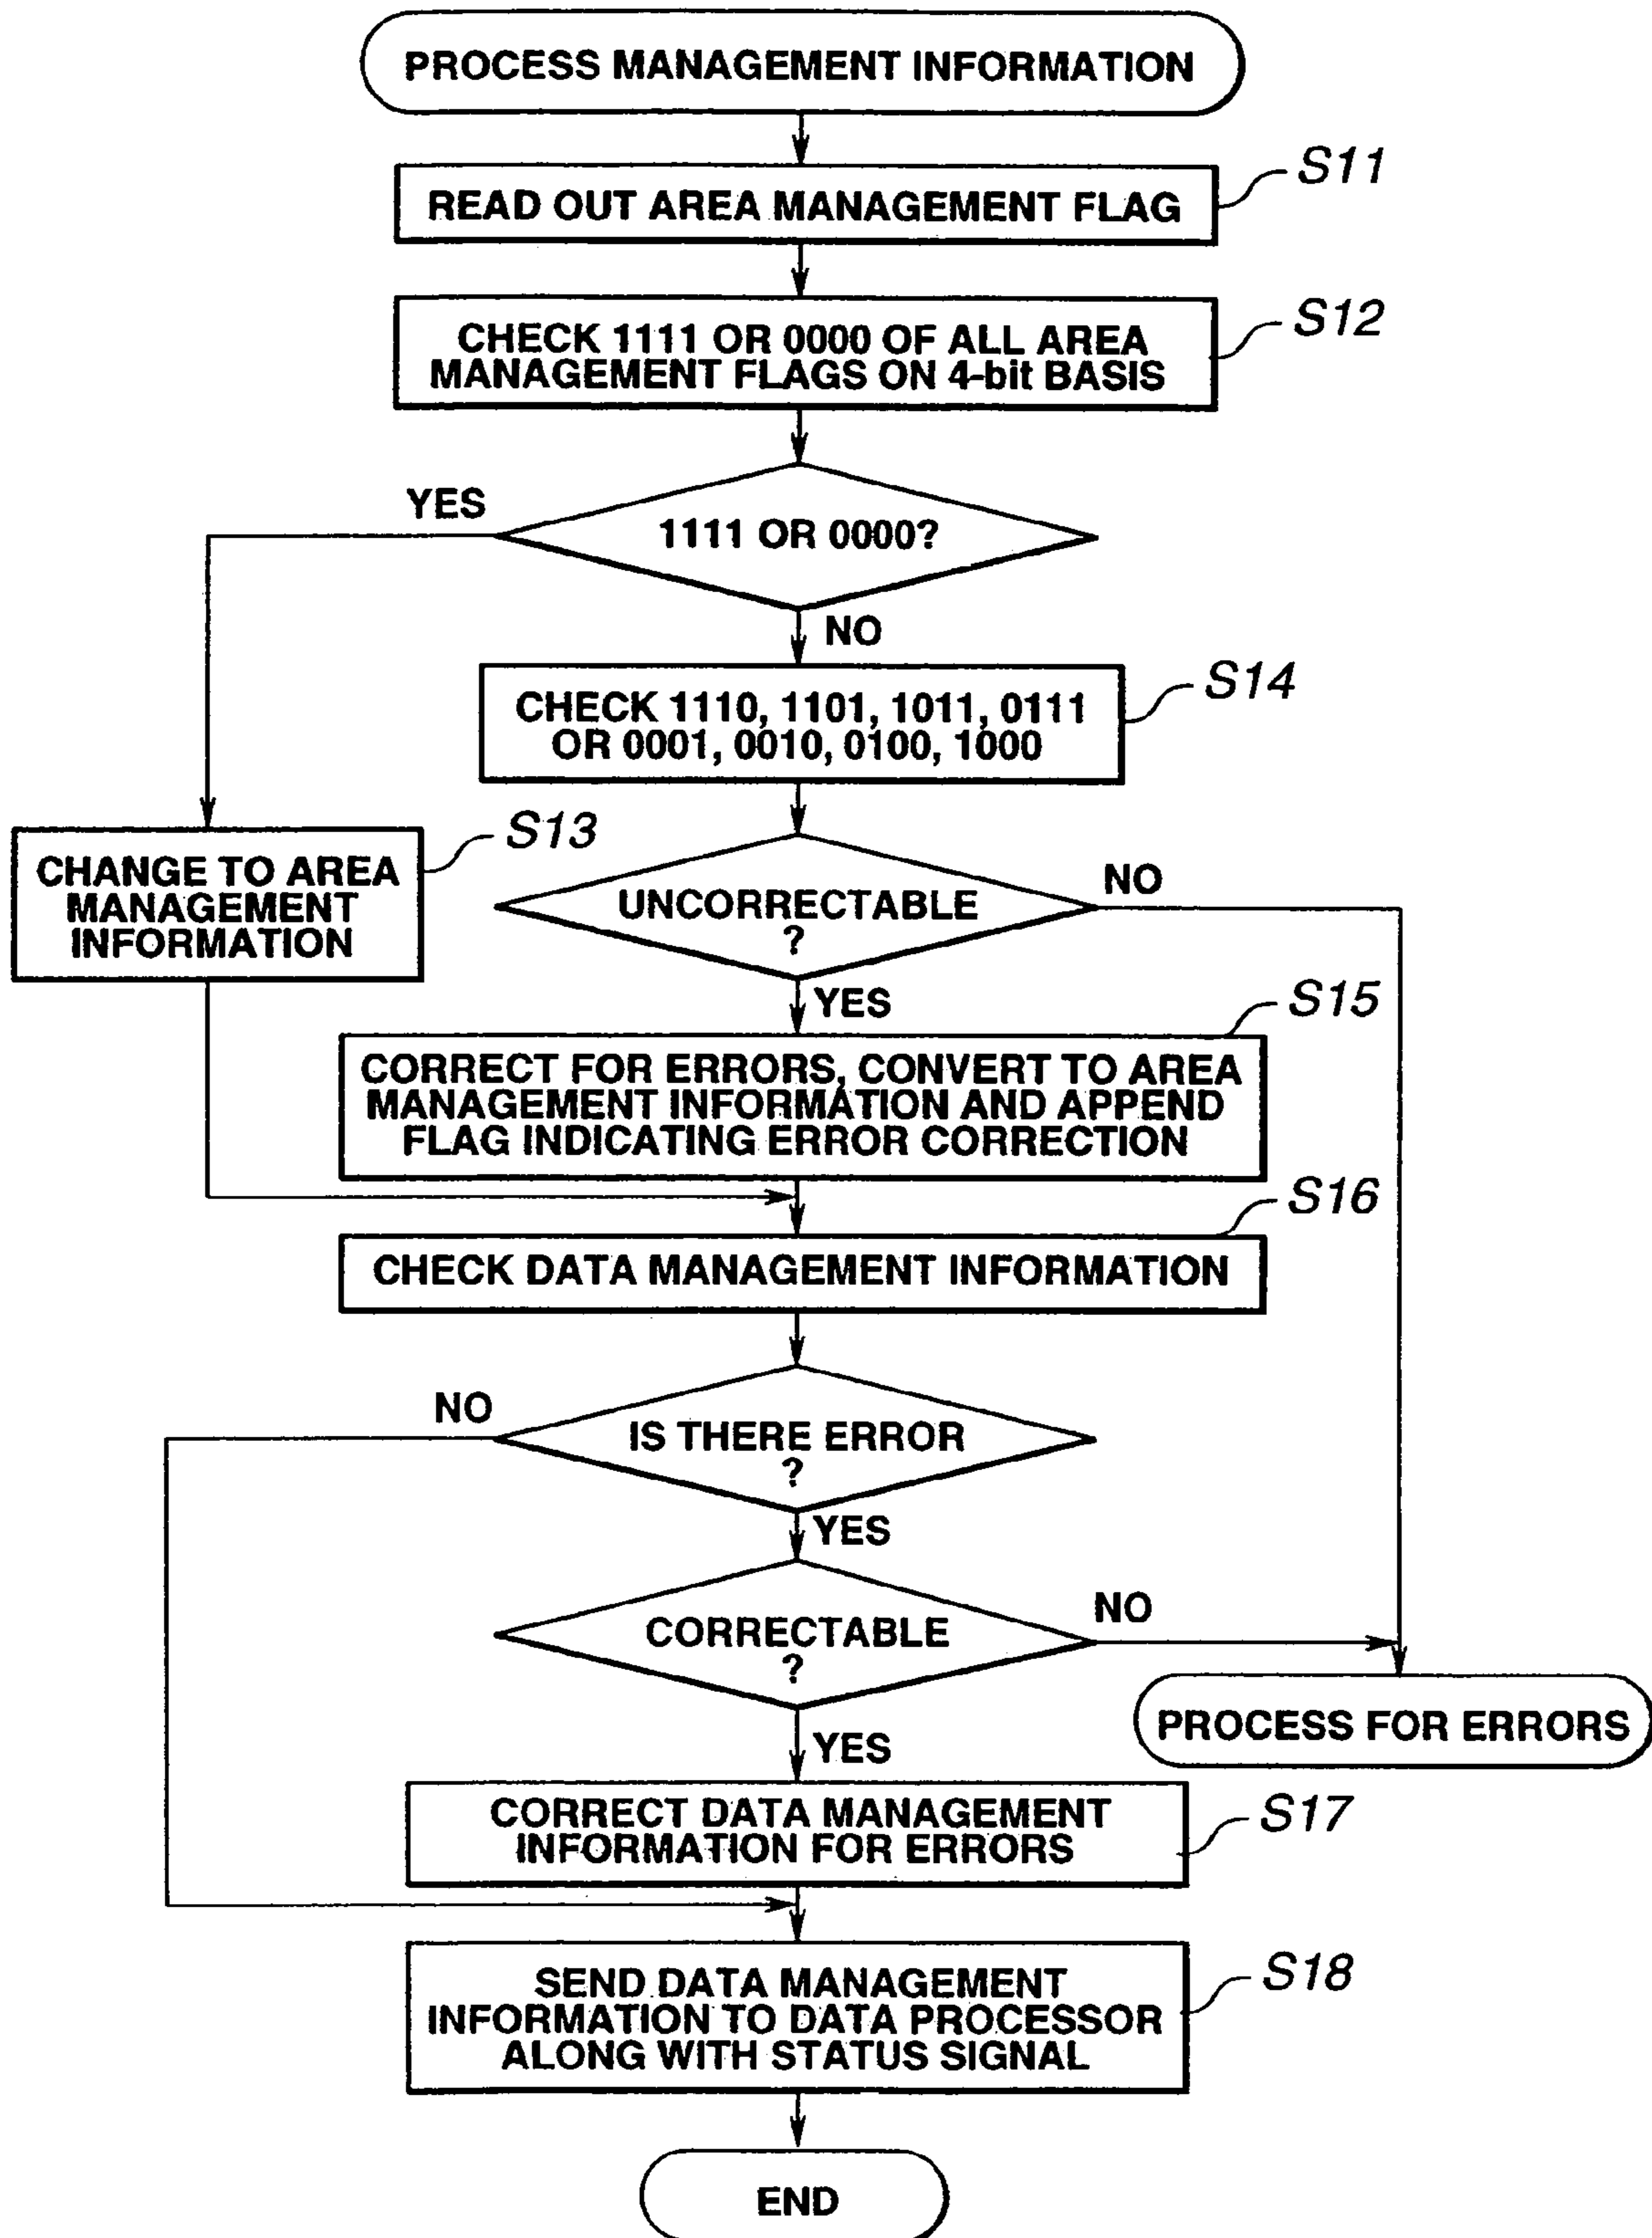 PROCESS MANAGEMENT INFORMATION
S11
READ OUT AREA MANAGEMENT FLAG
S12
CHECK 1111 OR 0000 OF ALL AREA
MANAGEMENT FLAGS ON 4-bit BASIS
YES
1111 OR 0000?
NO
S14
CHECK 1110, 1101, 1011, 0111
OR 0001, 0010, 0100, 1000
S13
CHANGE TO AREA
MANAGEMENT
INFORMATION
NO
UNCORRECTABLE
?
YES
S15
CORRECT FOR ERRORS, CONVERT TO AREA
MANAGEMENT INFORMATION AND APPEND
FLAG INDICATING ERROR CORRECTION
S16
CHECK DATA MANAGEMENT INFORMATION
NO
IS THERE ERROR
?
YES
NO
CORRECTABLE
?
PROCESS FOR ERRORS
YES
S17
CORRECT DATA MANAGEMENT
INFORMATION FOR ERRORS
S18
SEND DATA MANAGEMENT
INFORMATION TO DATA PROCESSOR
ALONG WITH STATUS SIGNAL
END